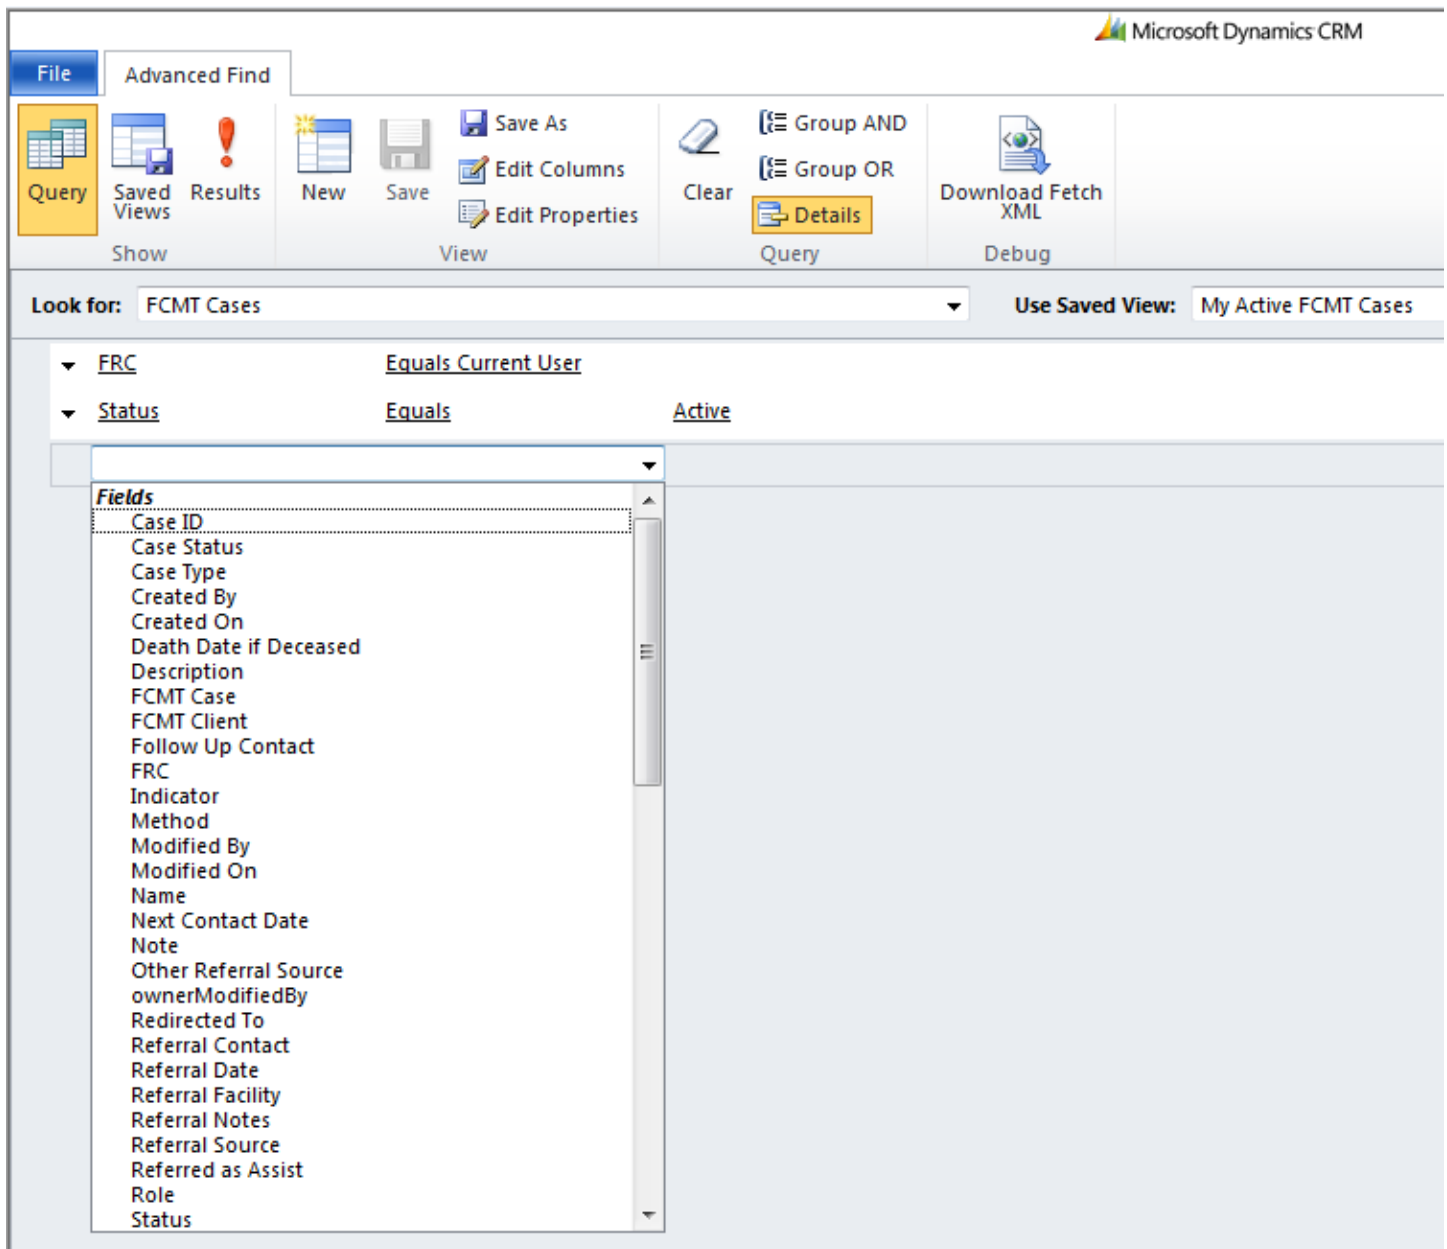 Microsoft Dynamics CRM
File
Advanced Find
Query
Saved Views
Results
New
Save
Save As
Edit Columns
Edit Properties
Clear
Group AND
Group OR
Details
Download Fetch XML
Show
View
Query
Debug
Look for: FCMT Cases
Use Saved View: My Active FCMT Cases
FRC Equals Current User
Status Equals Active
Fields
Case ID
Case Status
Case Type
Created By
Created On
Death Date if Deceased
Description
FCMT Case
FCMT Client
Follow Up Contact
FRC
Indicator
Method
Modified By
Modified On
Name
Next Contact Date
Note
Other Referral Source
ownerModifiedBy
Redirected To
Referral Contact
Referral Date
Referral Facility
Referral Notes
Referral Source
Referred as Assist
Role
Status